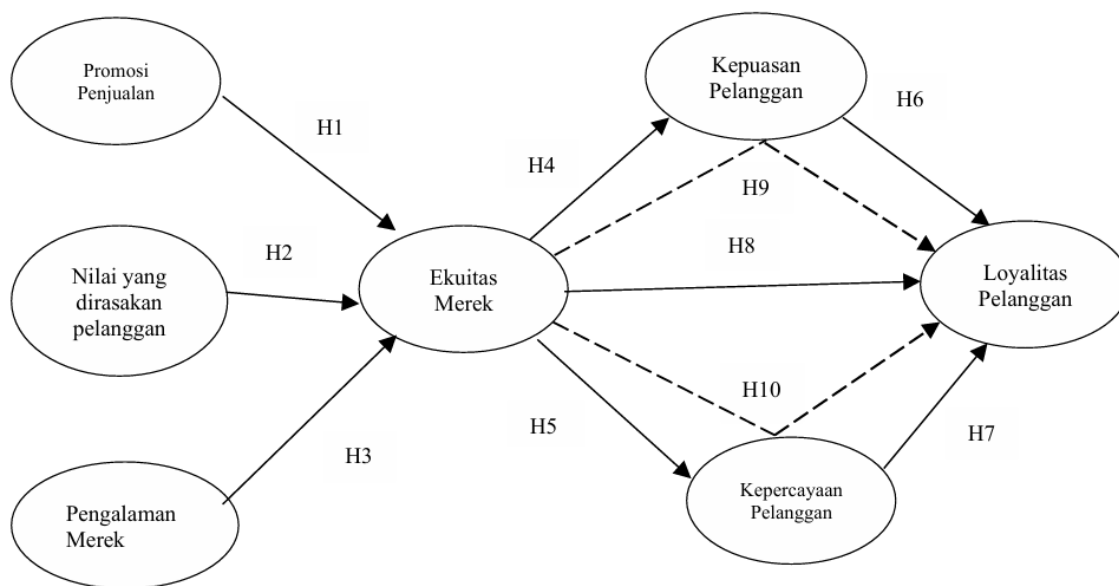 Promosi
Penjualan
H1
Nilai yang
dirasakan
pelanggan
H2
Pengalaman
Merek
H3
Ekuitas
Merek
H4
H5
Kepuasan
Pelanggan
H6
H9
H8
H10
Kepercayaan
Pelanggan
H7
Loyalitas
Pelanggan